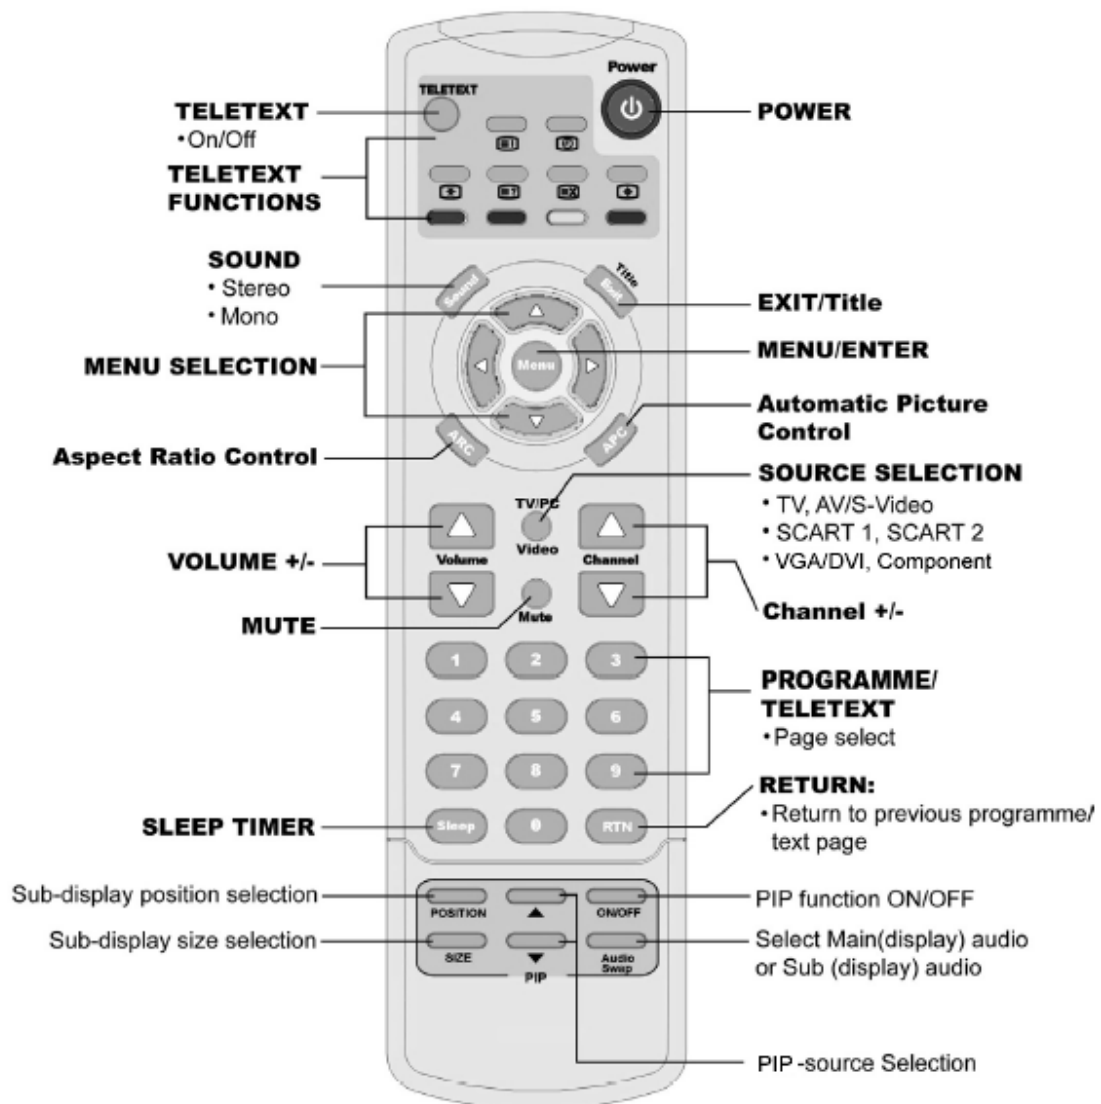 Power
TELETEXT
TELETEXT
•On/Off
POWER
TELETEXT
FUNCTIONS
SOUND
• Stereo
• Mono
Sound
Title
Exit
EXIT/Title
MENU SELECTION
Menu
MENU/ENTER
Automatic Picture
Control
ARC
APC
Aspect Ratio Control
SOURCE SELECTION
• TV, AV/S-Video
• SCART 1, SCART 2
• VGA/DVI, Component
TV/PC
Video
VOLUME +/-
Volume
Channel
Channel +/-
MUTE
Mute
1 2 3
4 5 6
7 8 9
PROGRAMME/
TELETEXT
•Page select
RETURN:
•Return to previous programme/
text page
SLEEP TIMER
Sleep 0 RTN
Sub-display position selection
POSITION
ON/OFF
PIP function ON/OFF
Sub-display size selection
SIZE
PIP
Audio
Swap
Select Main(display) audio
or Sub (display) audio
PIP -source Selection